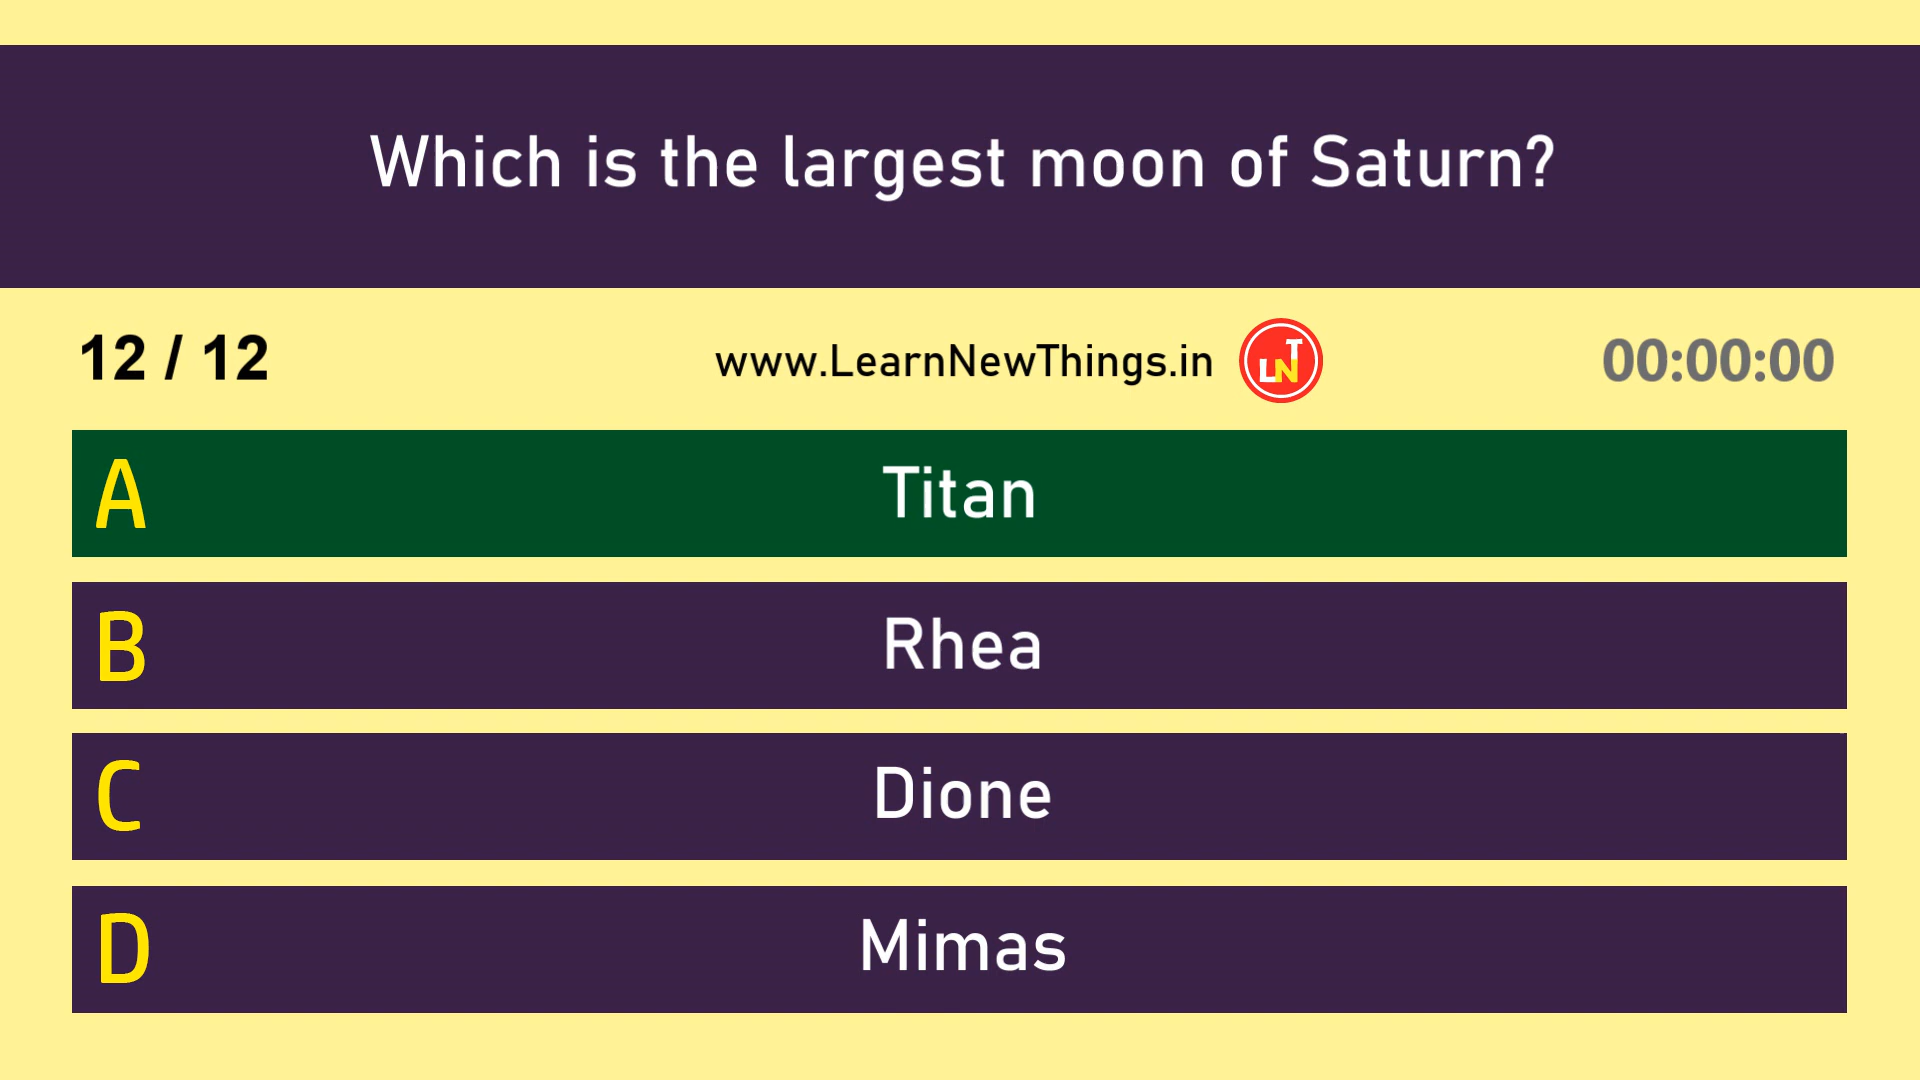 Which is the largest moon of Saturn?
12 / 12
www.LearnNewThings.in
LNT
00:00:00
A Titan
B Rhea
C Dione
D Mimas